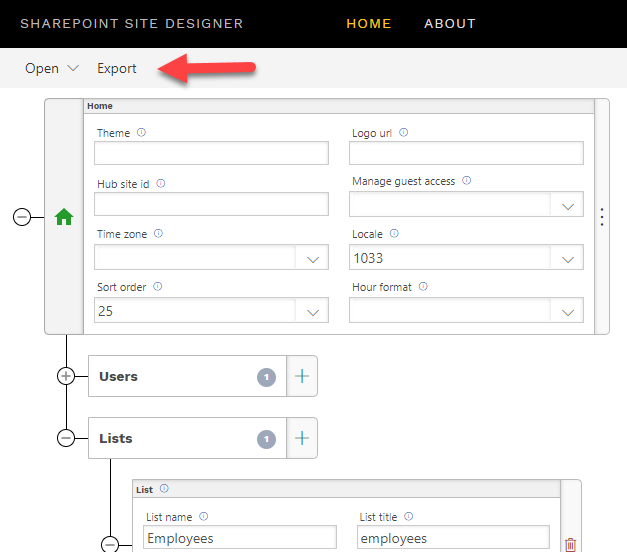 SHAREPOINT SITE DESIGNER HOME ABOUT
Open Export
Home
Theme Logo url
Hub site id Manage guest access
Time zone Locale
1033
Sort order Hour format
25
Users 1
Lists 1
List
List name List title
Employees employees